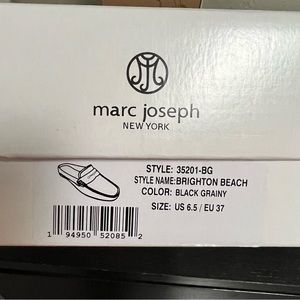 marc joseph
NEW YORK
STYLE: 35201-BG
STYLE NAME: BRIGHTON BEACH
COLOR: BLACK GRAINY
SIZE: US 6.5 / EU 37
1 94950 52085 2